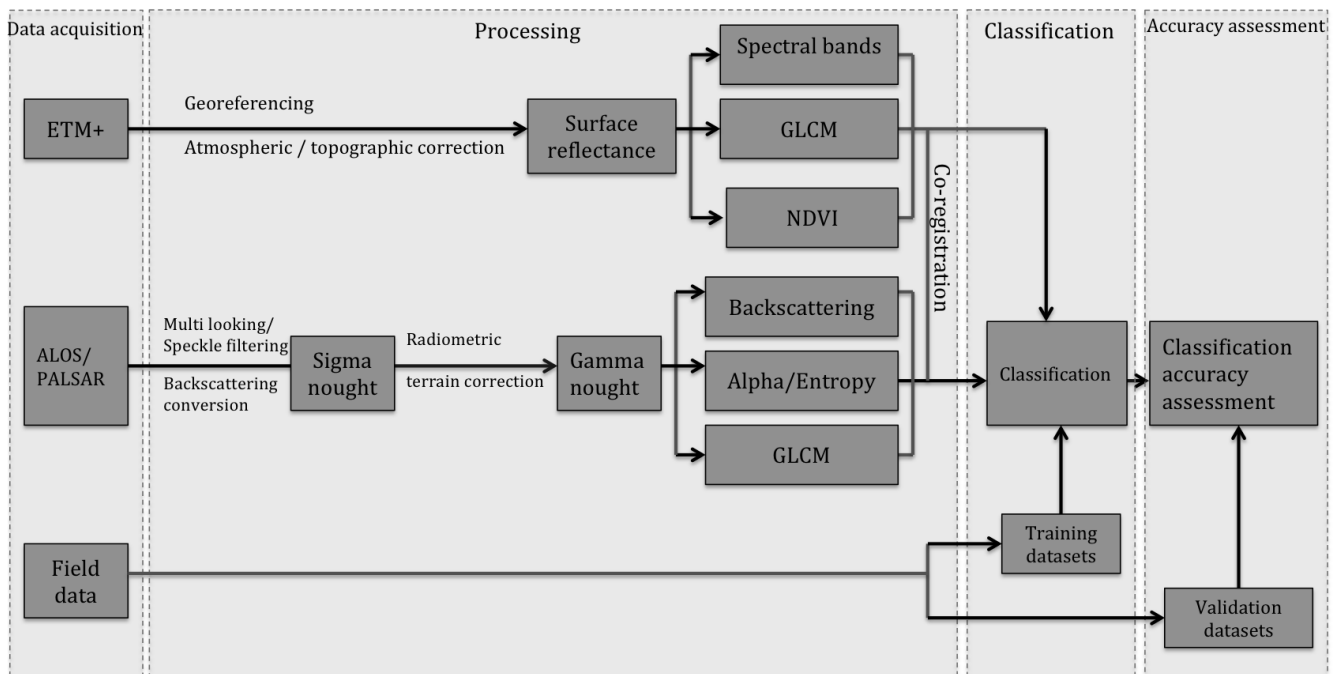 Data acquisition
Processing
Classification
Accuracy assessment
ETM+
Georeferencing
Atmospheric / topographic correction
Surface
reflectance
Spectral bands
GLCM
NDVI
Co-registration
ALOS/
PALSAR
Multi looking/
Speckle filtering
Backscattering
conversion
Sigma
nought
Radiometric
terrain correction
Gamma
nought
Backscattering
Alpha/Entropy
GLCM
Classification
Classification
accuracy
assessment
Field
data
Training
datasets
Validation
datasets